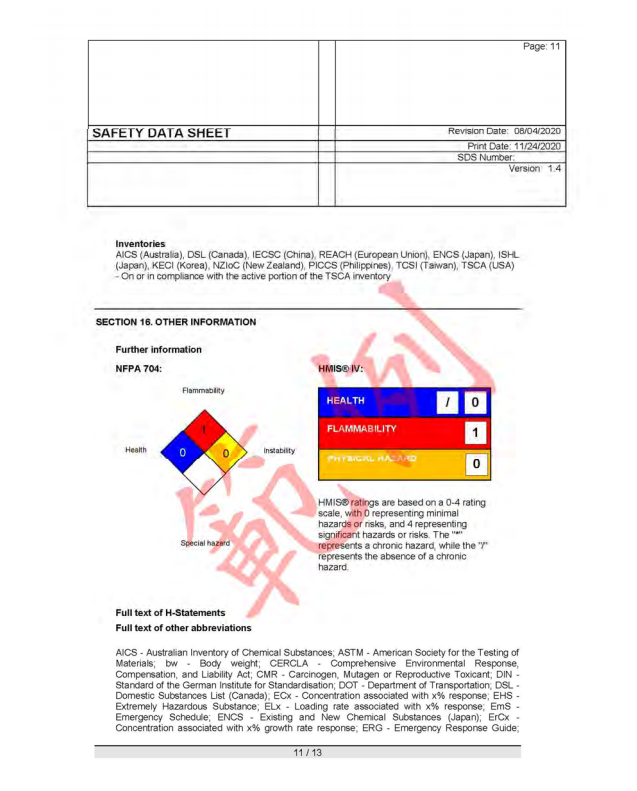 Page: 11
SAFETY DATA SHEET
Revision Date: 08/04/2020
Print Date: 11/24/2020
SDS Number:
Version 1.4
Inventories
AICS (Australia), DSL (Canada), IECSC (China), REACH (European Union), ENCS (Japan), ISHL
(Japan), KECI (Korea), NZIoC (New Zealand), PICCS (Philippines), TCSI (Taiwan), TSCA (USA)
- On or in compliance with the active portion of the TSCA inventory
SECTION 16. OTHER INFORMATION
Further information
NFPA 704:
Flammability
1
Health
0
0
Instability
Special hazard
HMIS® IV:
HEALTH / 0
FLAMMABILITY 1
PHYSICAL HAZARD 0
HMIS® ratings are based on a 0-4 rating
scale, with 0 representing minimal
hazards or risks, and 4 representing
significant hazards or risks. The "*"
represents a chronic hazard, while the "/"
represents the absence of a chronic
hazard.
範例
Full text of H-Statements
Full text of other abbreviations
AICS - Australian Inventory of Chemical Substances; ASTM - American Society for the Testing of
Materials; bw - Body weight; CERCLA - Comprehensive Environmental Response,
Compensation, and Liability Act; CMR - Carcinogen, Mutagen or Reproductive Toxicant; DIN -
Standard of the German Institute for Standardisation; DOT - Department of Transportation; DSL -
Domestic Substances List (Canada); ECx - Concentration associated with x% response; EHS -
Extremely Hazardous Substance; ELx - Loading rate associated with x% response; EmS -
Emergency Schedule; ENCS - Existing and New Chemical Substances (Japan); ErCx -
Concentration associated with x% growth rate response; ERG - Emergency Response Guide;
11 / 13